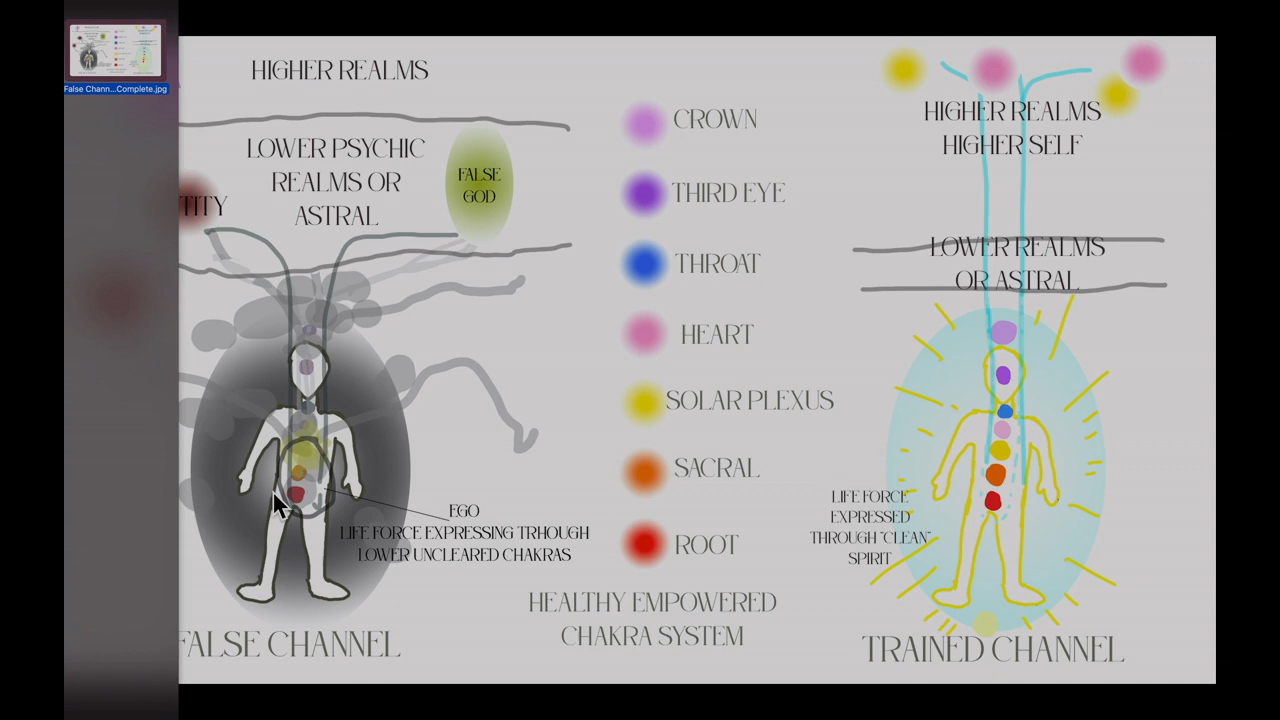 False Chann...Complete.jpg
HIGHER REALMS
LOWER PSYCHIC
REALMS OR
ASTRAL
FALSE
GOD
TITY
EGO
LIFE FORCE EXPRESSING TRHOUGH
LOWER UNCLEARED CHAKRAS
FALSE CHANNEL
CROWN
THIRD EYE
THROAT
HEART
SOLAR PLEXUS
SACRAL
ROOT
HEALTHY EMPOWERED
CHAKRA SYSTEM
HIGHER REALMS
HIGHER SELF
LOWER REALMS
OR ASTRAL
LIFE FORCE
EXPRESSED
THROUGH "CLEAN"
SPIRIT
TRAINED CHANNEL